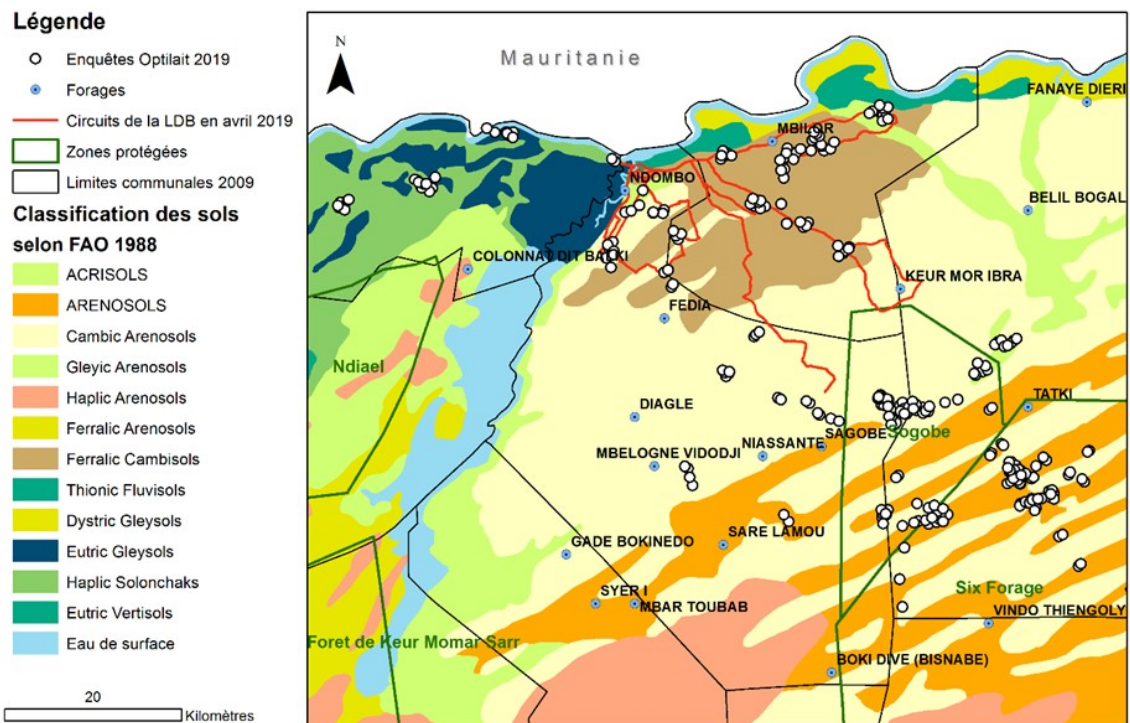 Légende
Enquêtes Optilait 2019
Forages
Circuits de la LDB en avril 2019
Zones protégées
Limites communales 2009
Classification des sols
selon FAO 1988
ACRISOLS
ARENOSOLS
Cambic Arenosols
Gleyic Arenosols
Haplic Arenosols
Ferralic Arenosols
Ferralic Cambisols
Thionic Fluvisols
Dystric Gleysols
Eutric Gleysols
Haplic Solonchaks
Eutric Vertisols
Eau de surface
20
Kilomètres
N
Mauritanie
FANAYE DIERI
MBILOR
NDOMBO
BELIL BOGAL
COLONNAT DIT BALKI
KEUR MOR IBRA
FEDIA
Ndiael
DIAGLE
TATKI
SAGOBE
Sogobe
NIASSANTE
MBELOGNE VIDODJI
SARE LAMOU
GADE BOKINEDO
SYER I
MBAR TOUBAB
Six Forage
VINDO THIENGOLY
Foret de Keur Momar Sarr
BOKI DIVE (BISNABE)